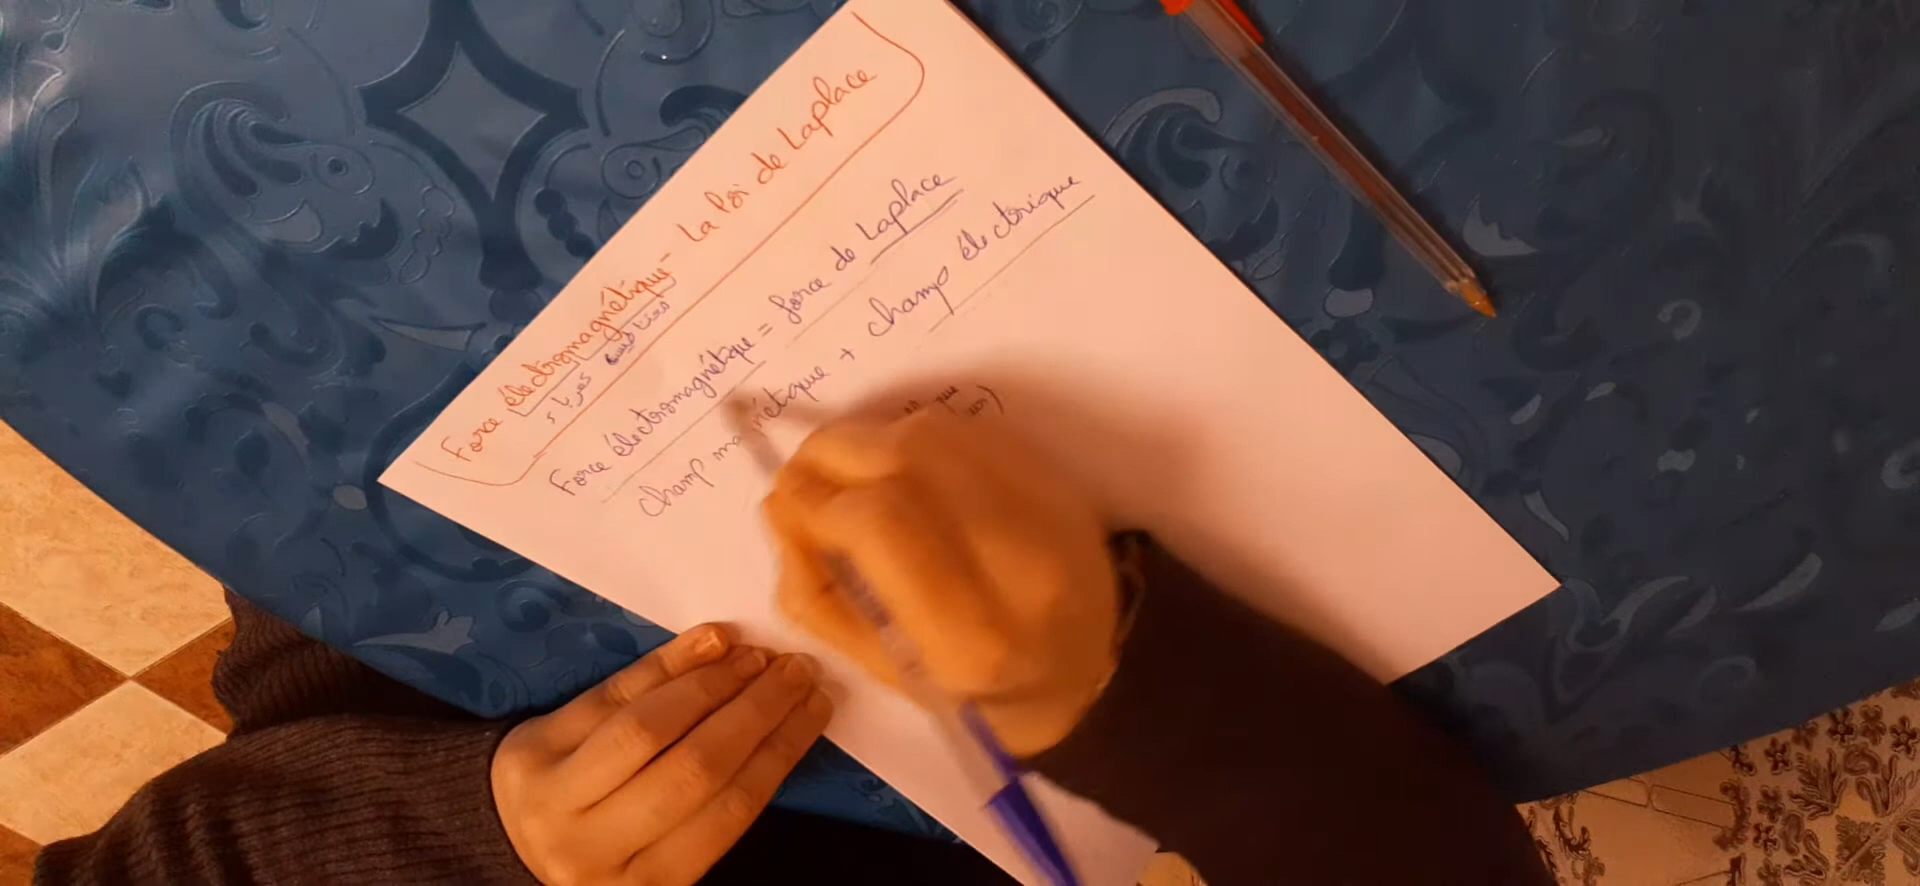 Force électromagnétique - La loi de Laplace
Force électromagnétique = force de Laplace
champ magnétique + champ électrique